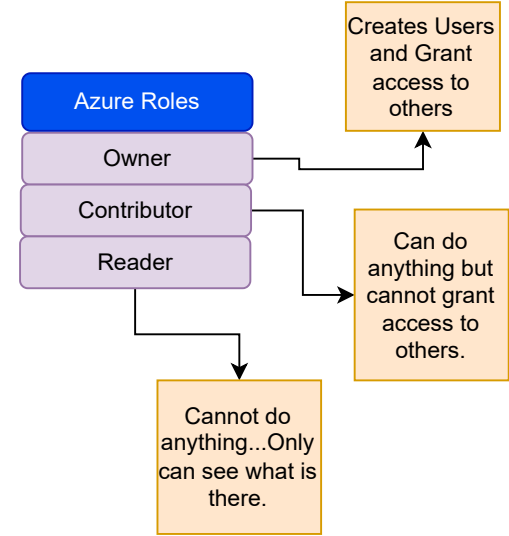 Azure Roles
Owner
Contributor
Reader
Creates Users
and Grant
access to
others
Can do
anything but
cannot grant
access to
others.
Cannot do
anything...Only
can see what is
there.